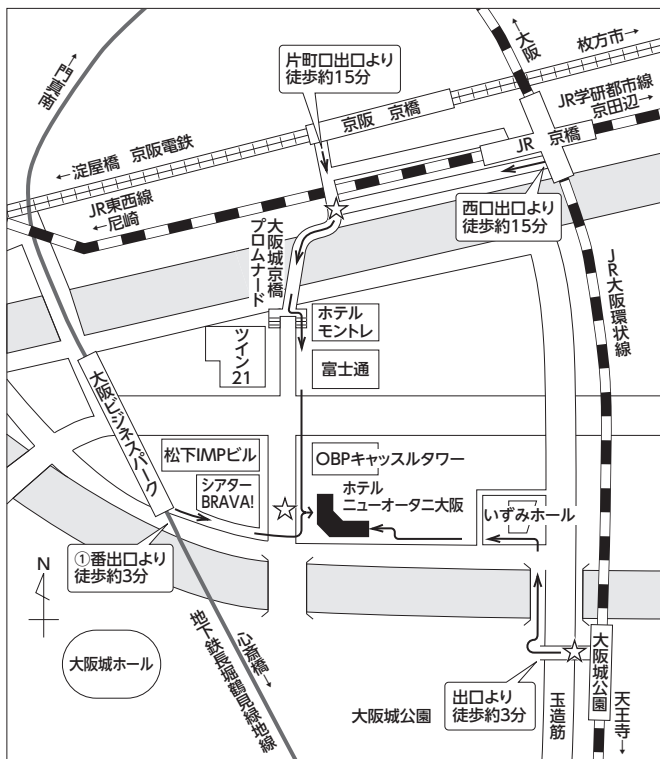 ←門真南
←大阪
枚方市→
片町口出口より
徒歩約15分
京阪 京橋
JR学研都市線
京田辺→
←淀屋橋 京阪電鉄
JR 京橋
JR東西線
←尼崎
西口出口より
徒歩約15分
大阪城京橋
プロムナード
JR大阪環状線
ホテル
モントレ
ツイン
21
富士通
大阪ビジネスパーク
松下IMPビル
OBPキャッスルタワー
シアター
BRAVA!
ホテル
ニューオータニ大阪
いずみホール
①番出口より
徒歩約3分
N
大阪城ホール
心斎橋→
地下鉄長堀鶴見緑地線
出口より
徒歩約3分
大阪城公園
大阪城公園
玉造筋
天王寺→